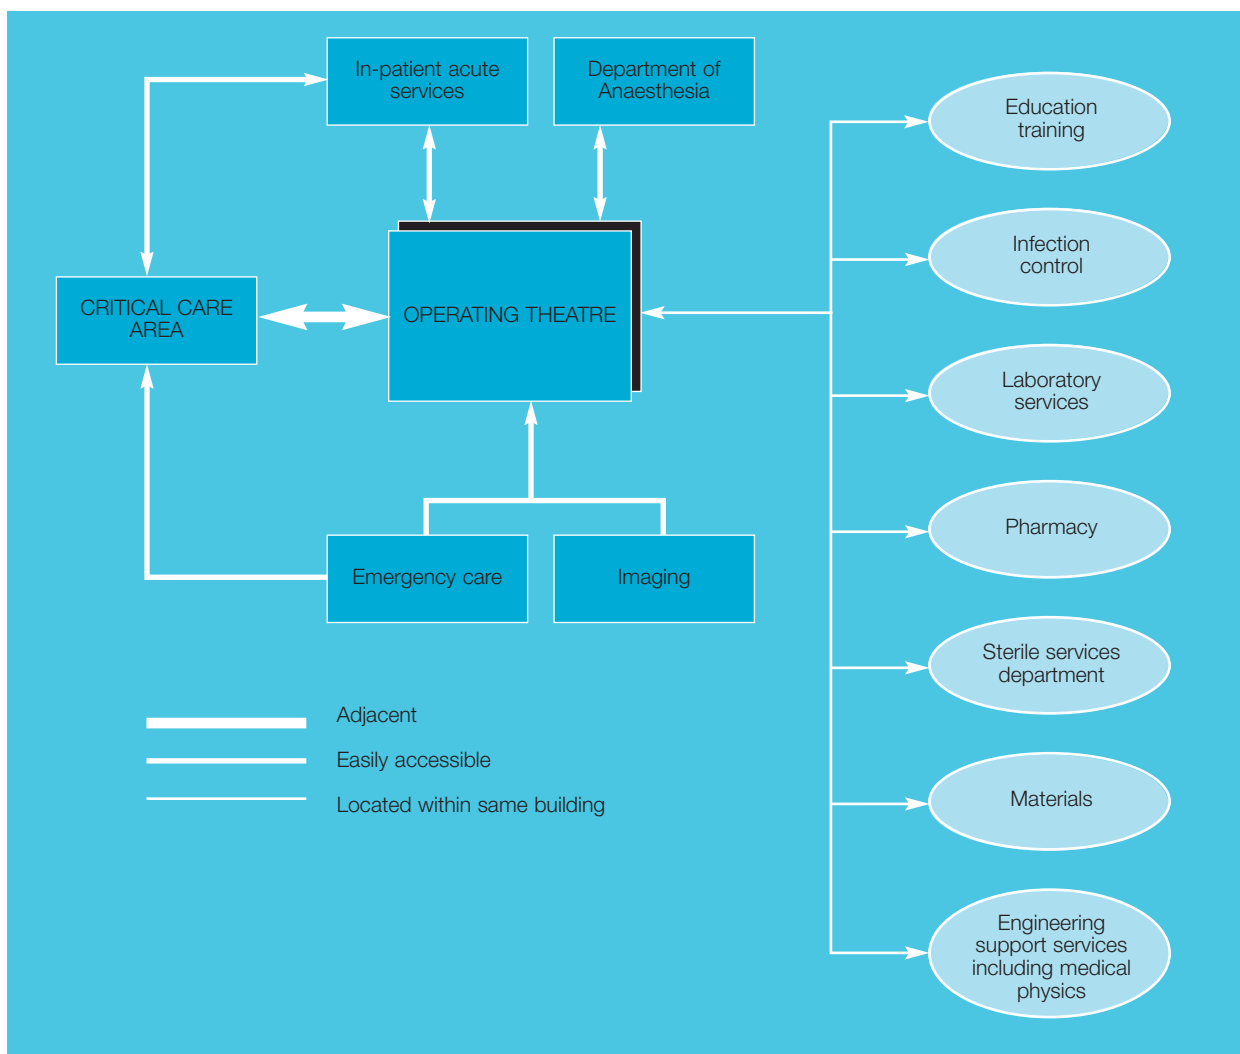 In-patient acute
services
Department of
Anaesthesia
CRITICAL CARE
AREA
OPERATING THEATRE
Emergency care
Imaging
Adjacent
Easily accessible
Located within same building
Education
training
Infection
control
Laboratory
services
Pharmacy
Sterile services
department
Materials
Engineering
support services
including medical
physics